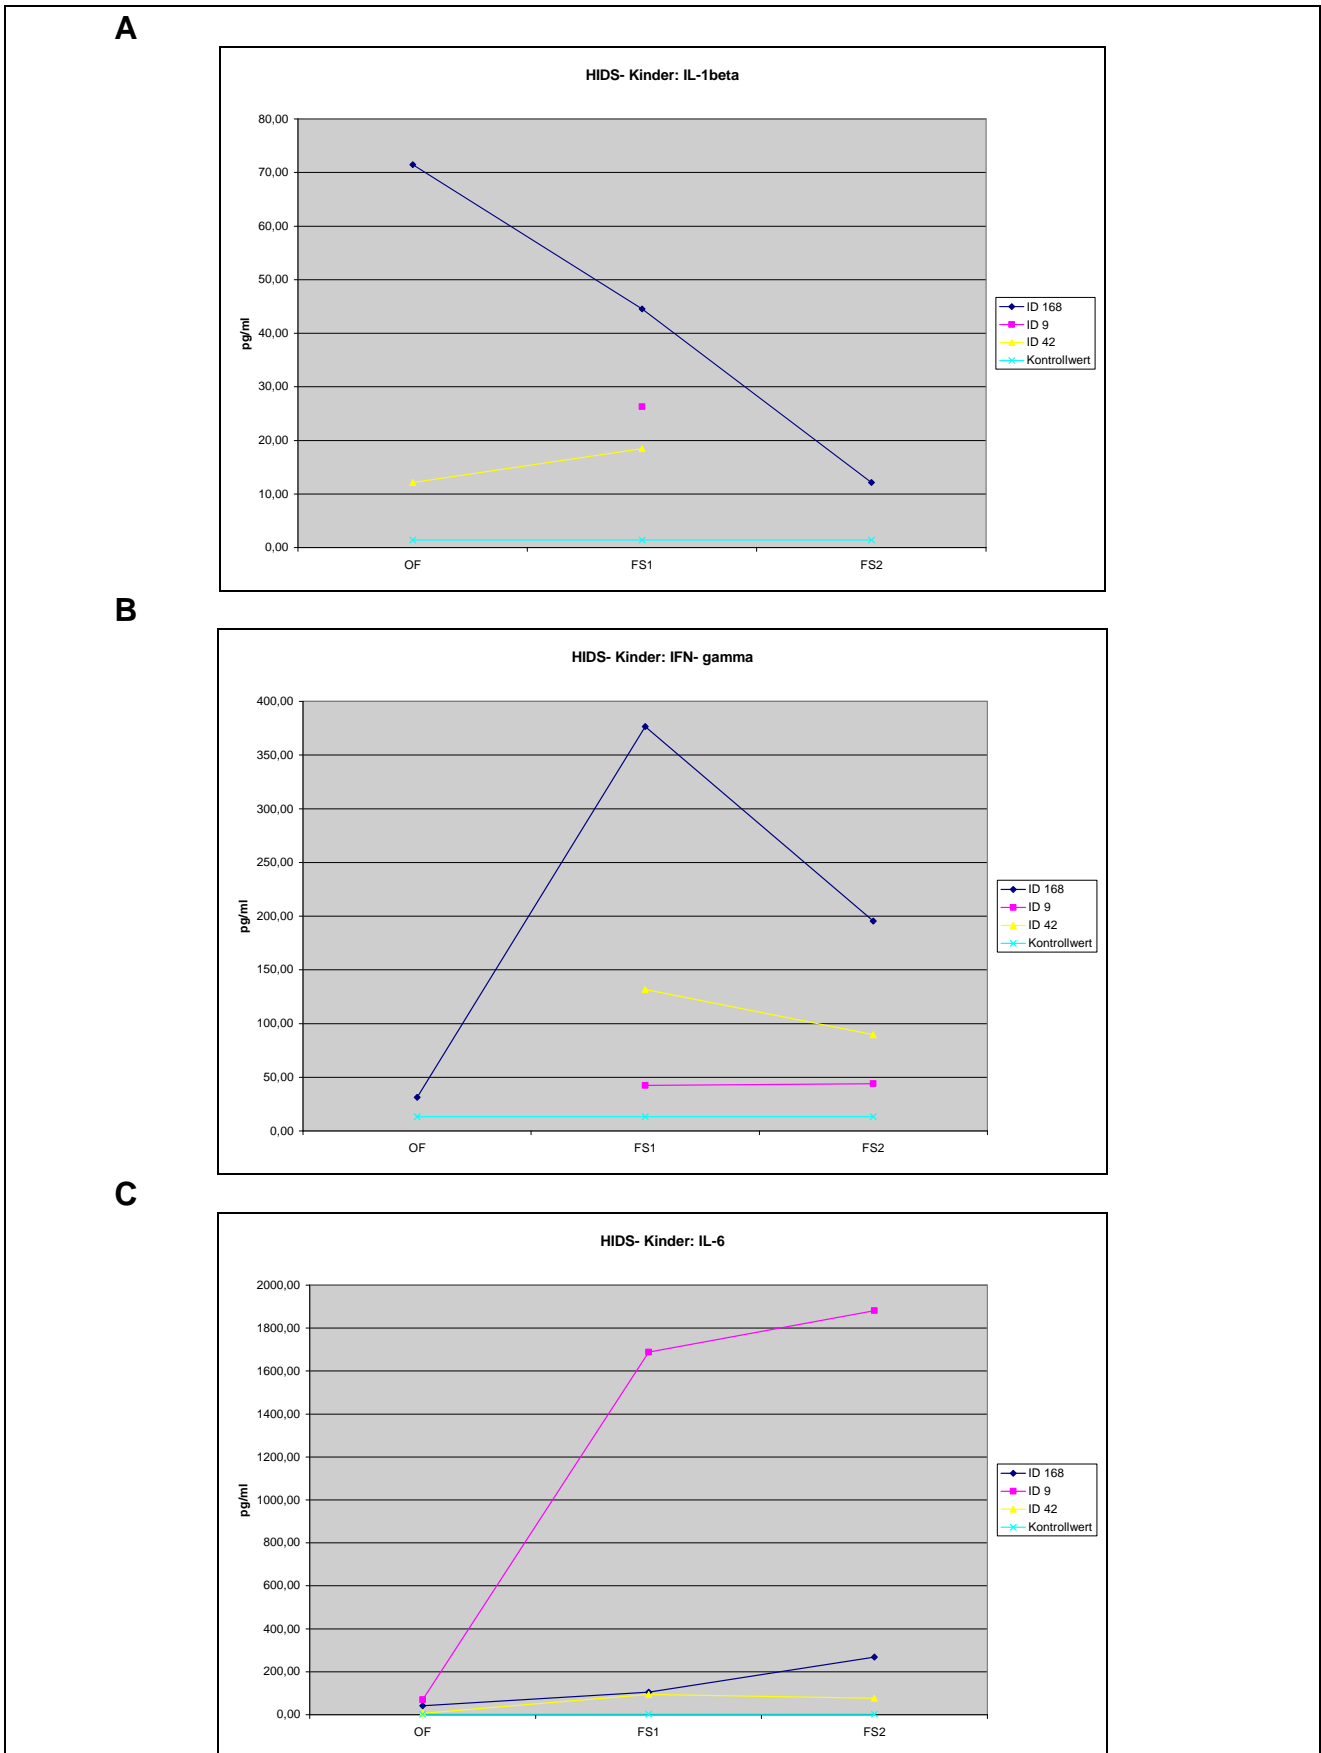 A
HIDS- Kinder: IL-1beta
80,00
70,00
60,00
50,00
40,00
30,00
20,00
10,00
0,00
pg/ml
OF FS1 FS2
ID 168
ID 9
ID 42
Kontrollwert
B
HIDS- Kinder: IFN- gamma
400,00
350,00
300,00
250,00
200,00
150,00
100,00
50,00
0,00
pg/ml
OF FS1 FS2
ID 168
ID 9
ID 42
Kontrollwert
C
HIDS- Kinder: IL-6
2000,00
1800,00
1600,00
1400,00
1200,00
1000,00
800,00
600,00
400,00
200,00
0,00
pg/ml
OF FS1 FS2
ID 168
ID 9
ID 42
Kontrollwert